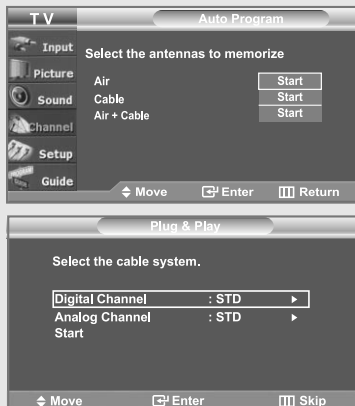 TV Auto Program
Input
Select the antennas to memorize
Picture
Air Start
Sound
Cable Start
Channel
Air + Cable Start
Setup
Guide
Move Enter Return
Plug & Play
Select the cable system.
Digital Channel : STD
Analog Channel : STD
Start
Move Enter Skip